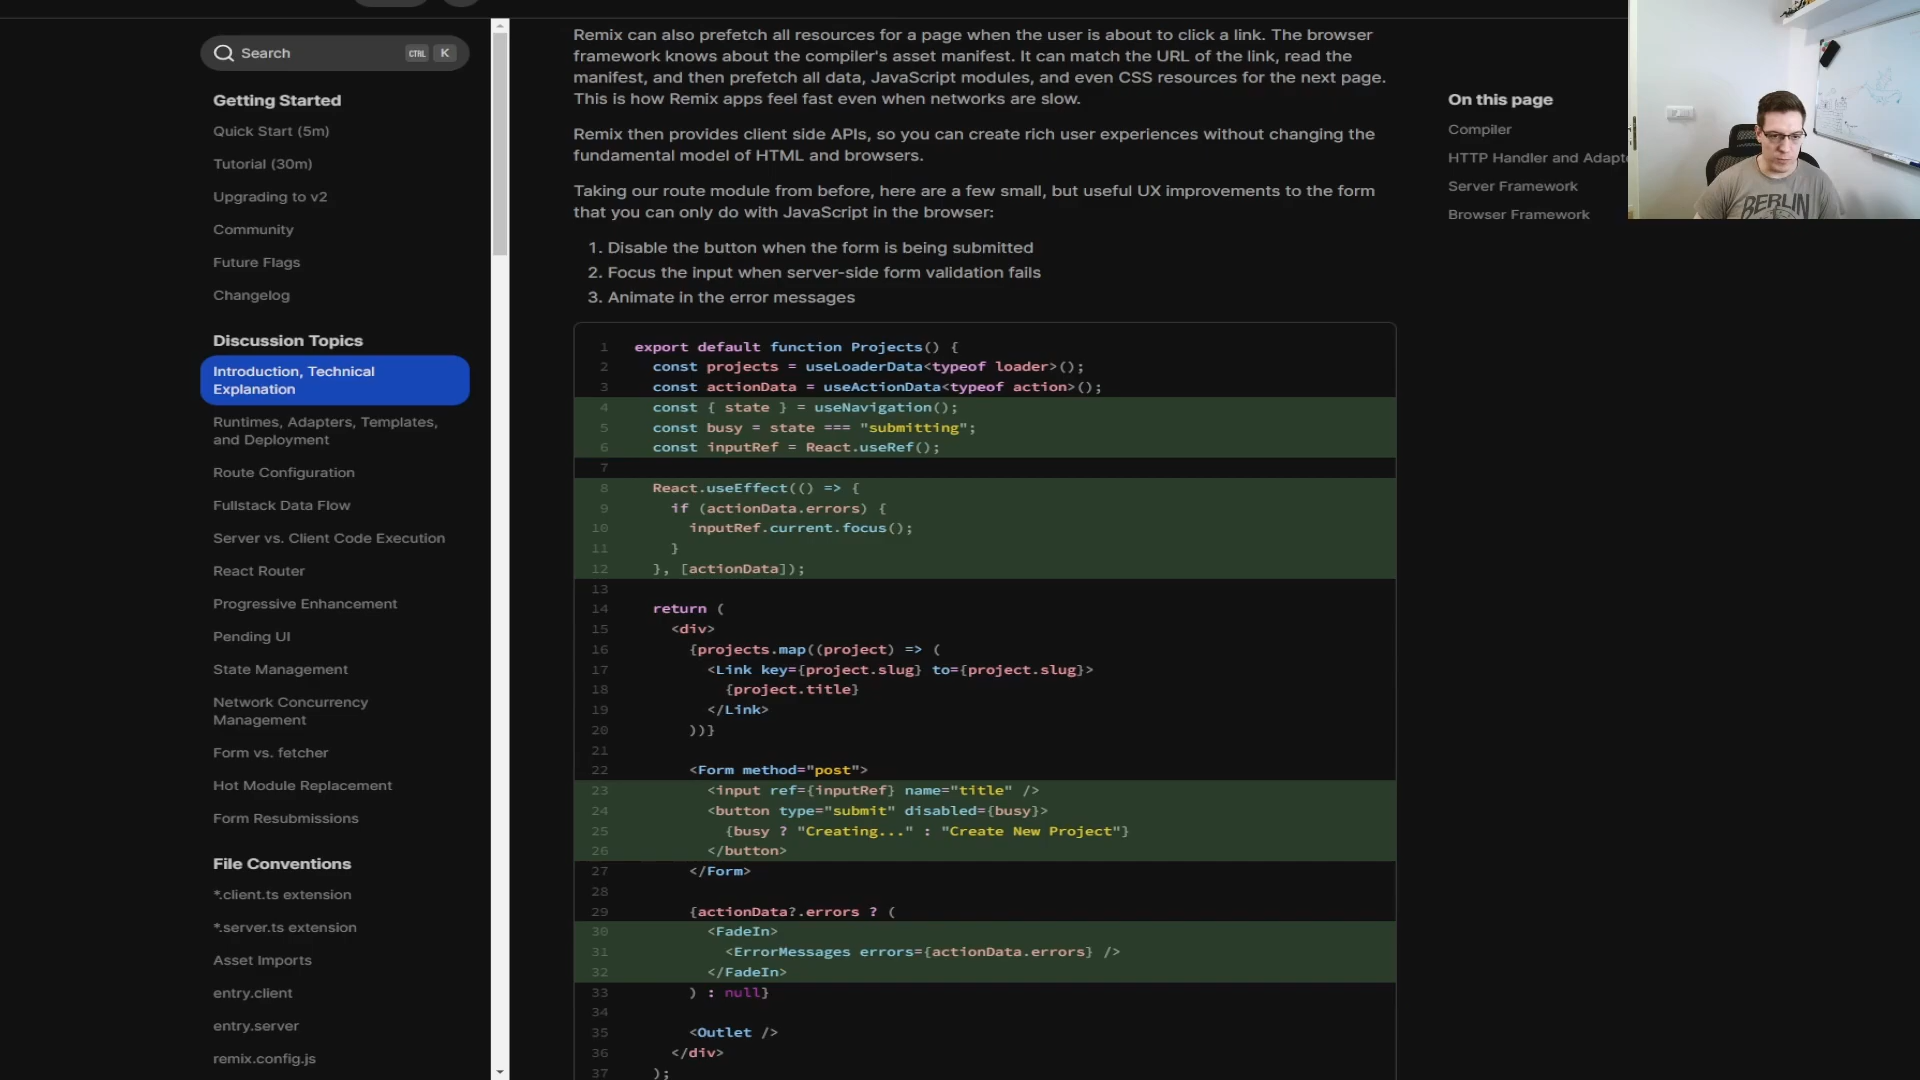 Search
CTRL K
Getting Started
Quick Start (5m)
Tutorial (30m)
Upgrading to v2
Community
Future Flags
Changelog
Discussion Topics
Introduction, Technical
Explanation
Runtimes, Adapters, Templates,
and Deployment
Route Configuration
Fullstack Data Flow
Server vs. Client Code Execution
React Router
Progressive Enhancement
Pending UI
State Management
Network Concurrency
Management
Form vs. fetcher
Hot Module Replacement
Form Resubmissions
File Conventions
*.client.ts extension
*.server.ts extension
Asset Imports
entry.client
entry.server
remix.config.js
Remix can also prefetch all resources for a page when the user is about to click a link. The browser
framework knows about the compiler's asset manifest. It can match the URL of the link, read the
manifest, and then prefetch all data, JavaScript modules, and even CSS resources for the next page.
This is how Remix apps feel fast even when networks are slow.
Remix then provides client side APIs, so you can create rich user experiences without changing the
fundamental model of HTML and browsers.
Taking our route module from before, here are a few small, but useful UX improvements to the form
that you can only do with JavaScript in the browser:
1. Disable the button when the form is being submitted
2. Focus the input when server-side form validation fails
3. Animate in the error messages
1 export default function Projects() {
2 const projects = useLoaderData<typeof loader>();
3 const actionData = useActionData<typeof action>();
4 const { state } = useNavigation();
5 const busy = state === "submitting";
6 const inputRef = React.useRef();
7
8 React.useEffect(() => {
9 if (actionData.errors) {
10 inputRef.current.focus();
11 }
12 }, [actionData]);
13
14 return (
15 <div>
16 {projects.map((project) => (
17 <Link key={project.slug} to={project.slug}>
18 {project.title}
19 </Link>
20 ))}
21
22 <Form method="post">
23 <input ref={inputRef} name="title" />
24 <button type="submit" disabled={busy}>
25 {busy ? "Creating..." : "Create New Project"}
26 </button>
27 </Form>
28
29 {actionData?.errors ? (
30 <FadeIn>
31 <ErrorMessages errors={actionData.errors} />
32 </FadeIn>
33 ) : null}
34
35 <Outlet />
36 </div>
37 );
On this page
Compiler
HTTP Handler and Adapt
Server Framework
Browser Framework
BERLIN